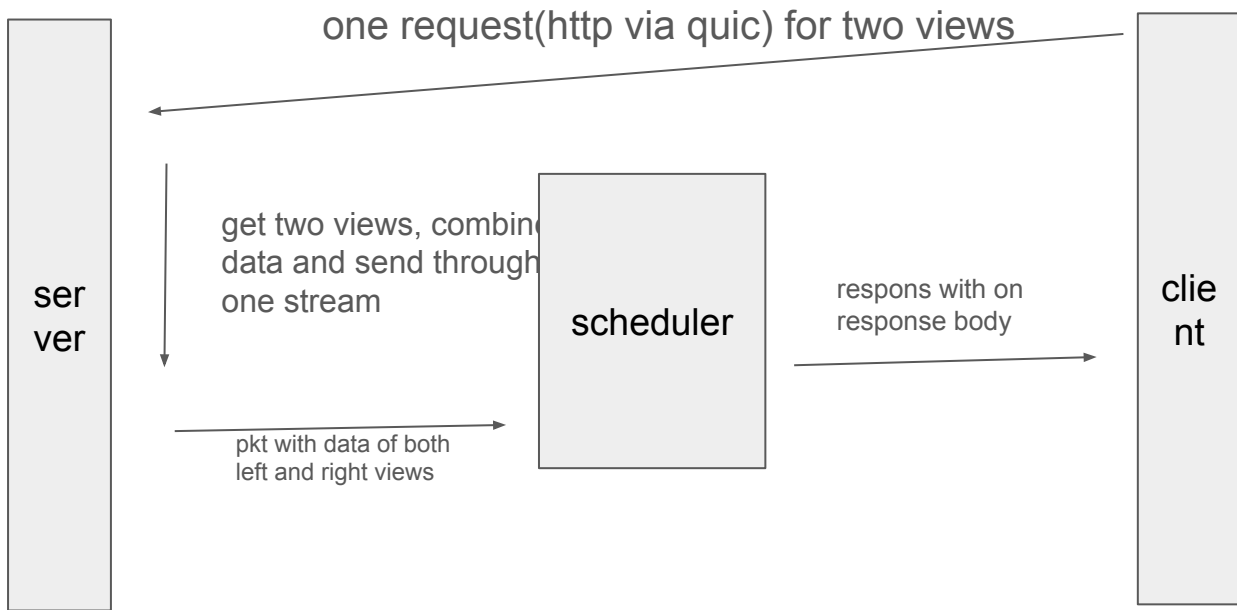 one request(http via quic) for two views
get two views, combine
data and send through
one stream
ser
ver
scheduler
respons with on
response body
clie
nt
pkt with data of both
left and right views